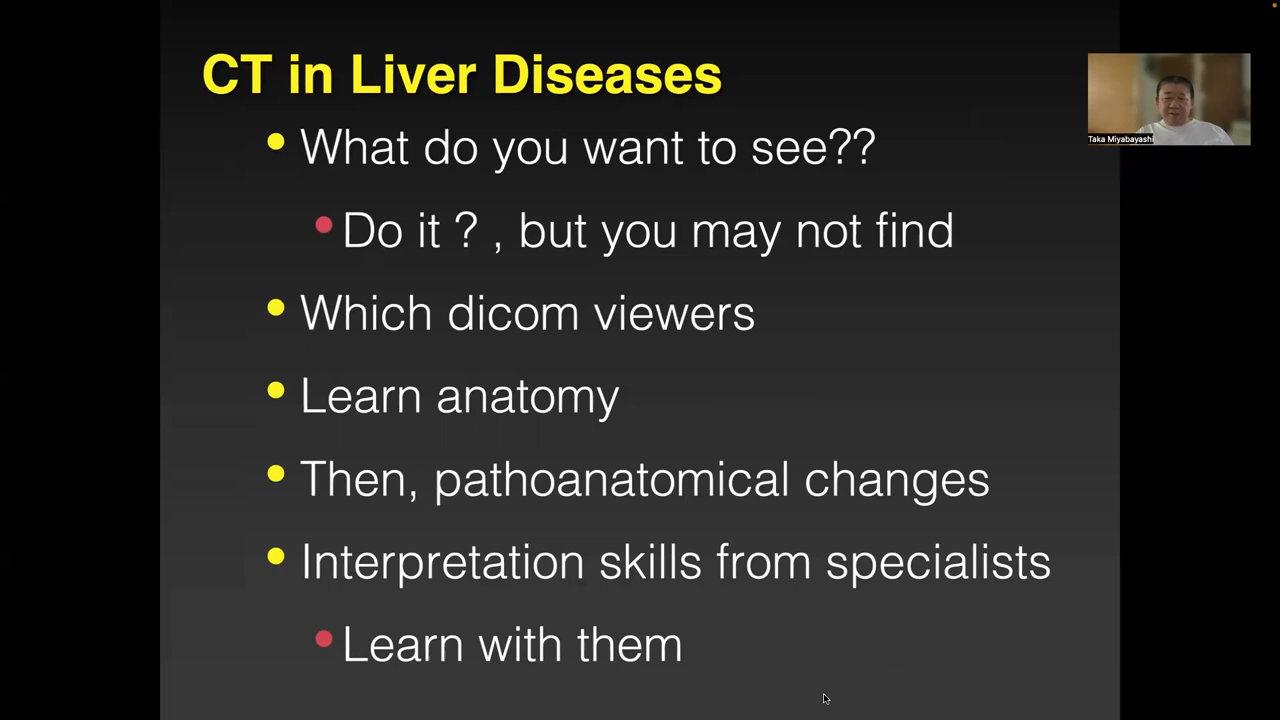 CT in Liver Diseases
What do you want to see??
Do it ? , but you may not find
Which dicom viewers
Learn anatomy
Then, pathoanatomical changes
Interpretation skills from specialists
Learn with them
Taka Miyabayashi